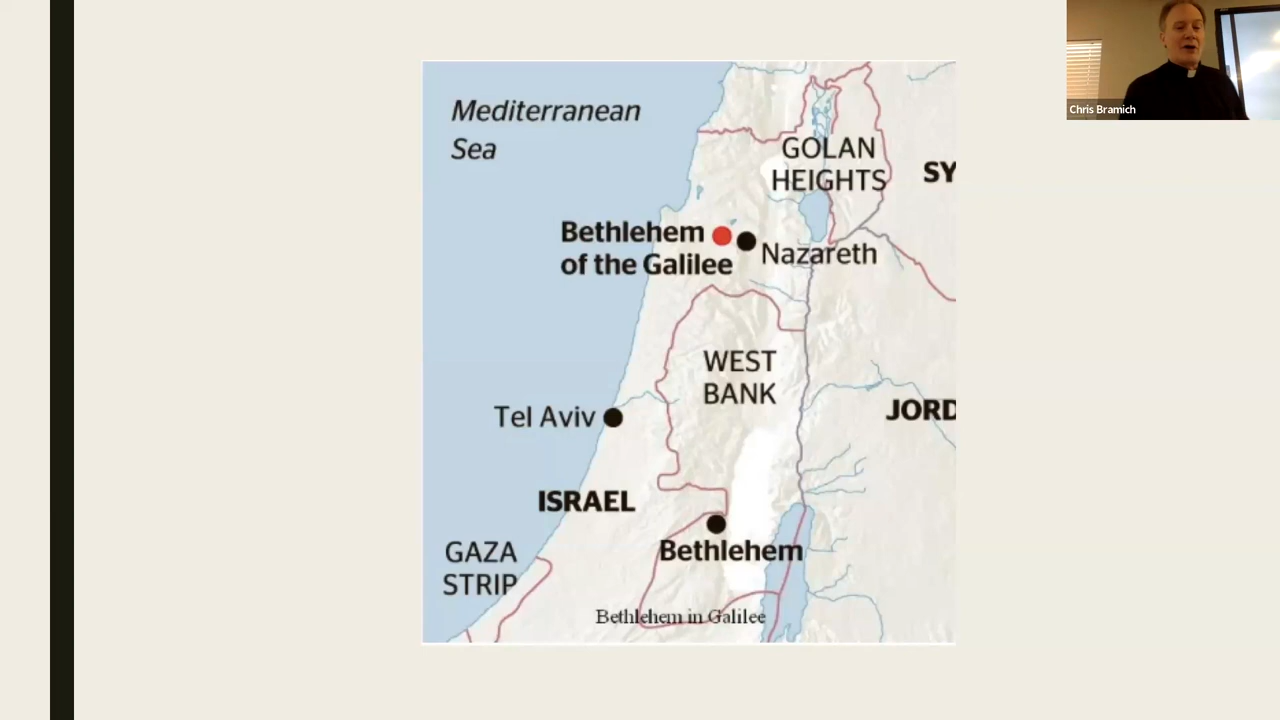 Chris Bramich
Mediterranean
Sea
GOLAN
HEIGHTS
SY
Bethlehem
of the Galilee
Nazareth
WEST
BANK
Tel Aviv
JORD
ISRAEL
Bethlehem
GAZA
STRIP
Bethlehem in Galilee